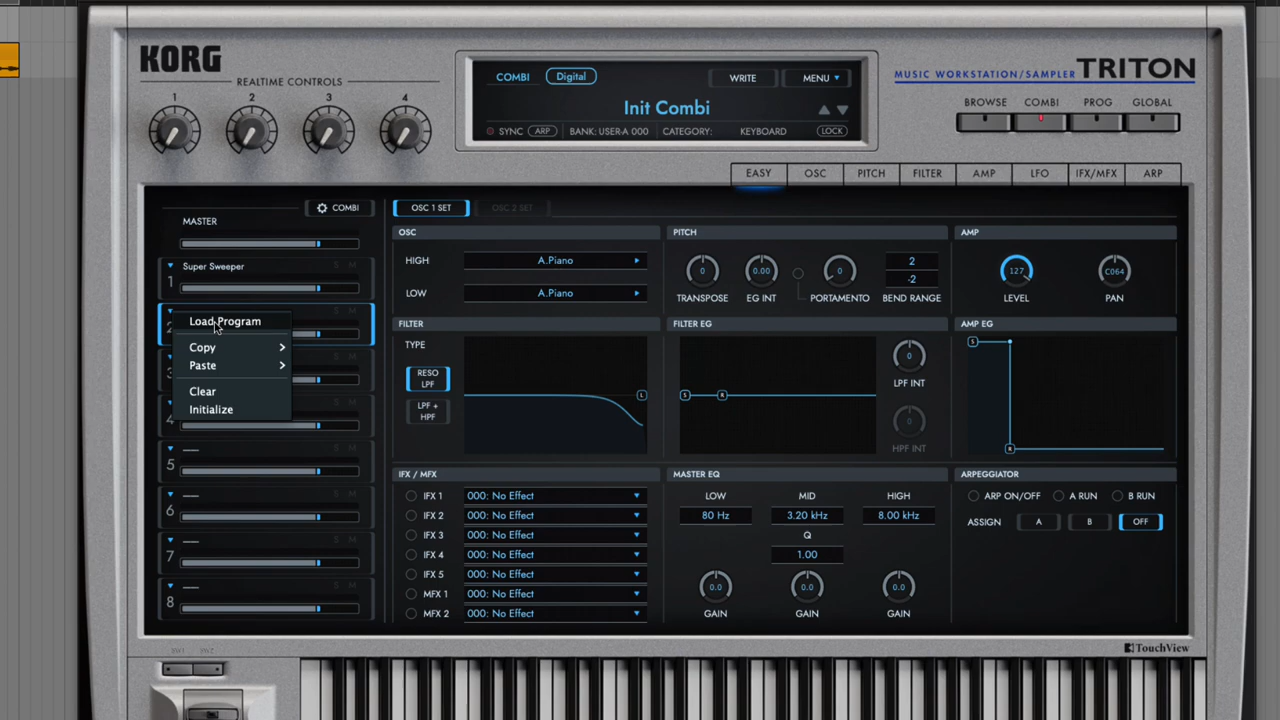 KORG
REALTIME CONTROLS
1 2 3 4
COMBI Digital WRITE MENU
Init Combi
SYNC ARP BANK: USER-A 000 CATEGORY: KEYBOARD LOCK
MUSIC WORKSTATION/SAMPLER TRITON
BROWSE COMBI PROG GLOBAL
EASY OSC PITCH FILTER AMP LFO IFX/MFX ARP
COMBI
MASTER
Super Sweeper S M
1
S M
2
Load Program
Copy
Paste
Clear
Initialize
3
4
5 S M
6 S M
7 S M
8 S M
OSC 1 SET OSC 2 SET
OSC
HIGH A.Piano
LOW A.Piano
PITCH
0 0.00 0 2
-2
TRANSPOSE EG INT PORTAMENTO BEND RANGE
AMP
127 C064
LEVEL PAN
FILTER
TYPE
RESO
LPF
LPF +
HPF
L
FILTER EG
S R
0
LPF INT
0
HPF INT
AMP EG
S
R
IFX / MFX
IFX 1 000: No Effect
IFX 2 000: No Effect
IFX 3 000: No Effect
IFX 4 000: No Effect
IFX 5 000: No Effect
MFX 1 000: No Effect
MFX 2 000: No Effect
MASTER EQ
LOW MID HIGH
80 Hz 3.20 kHz 8.00 kHz
Q
1.00
0.0 0.0 0.0
GAIN GAIN GAIN
ARPEGGIATOR
ARP ON/OFF A RUN B RUN
ASSIGN A B OFF
TouchView
SW1 SW2